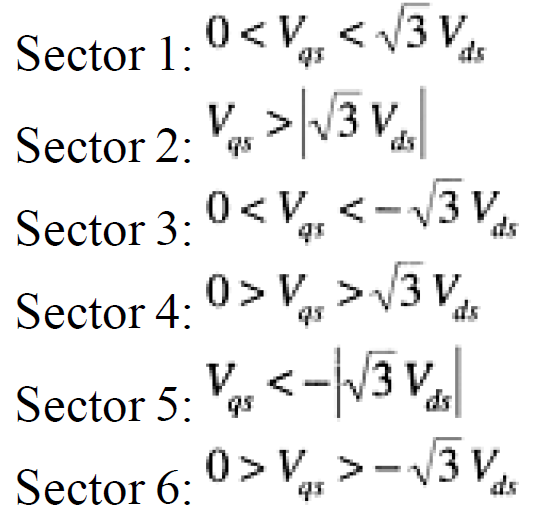 Sector 1: 0 < V_qs < √3 V_ds
Sector 2: V_qs > |√3 V_ds|
Sector 3: 0 < V_qs < −√3 V_ds
Sector 4: 0 > V_qs > √3 V_ds
Sector 5: V_qs < −|√3 V_ds|
Sector 6: 0 > V_qs > −√3 V_ds